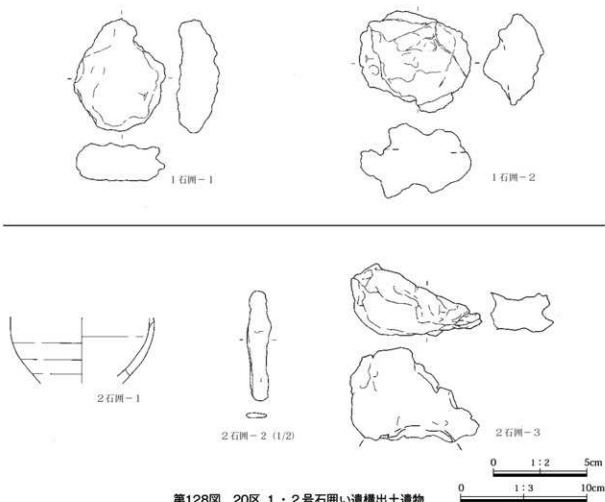 1石囲－1
1石囲－2
2石囲－1
2石囲－2 (1/2)
2石囲－3
0 1:2 5cm
0 1:3 10cm
第128図 20区 1・2号石囲い遺構出土遺物